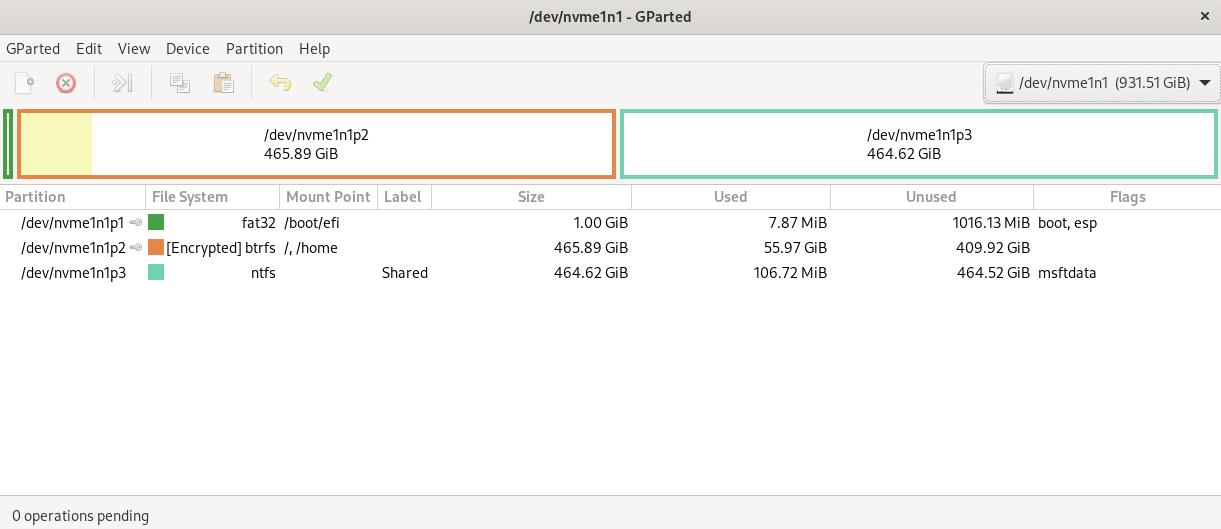 /dev/nvme1n1 - GParted
GParted Edit View Device Partition Help
/dev/nvme1n1 (931.51 GiB)
/dev/nvme1n1p2
465.89 GiB
/dev/nvme1n1p3
464.62 GiB
Partition File System Mount Point Label Size Used Unused Flags
/dev/nvme1n1p1 fat32 /boot/efi 1.00 GiB 7.87 MiB 1016.13 MiB boot, esp
/dev/nvme1n1p2 [Encrypted] btrfs /, /home 465.89 GiB 55.97 GiB 409.92 GiB
/dev/nvme1n1p3 ntfs Shared 464.62 GiB 106.72 MiB 464.52 GiB msftdata
0 operations pending